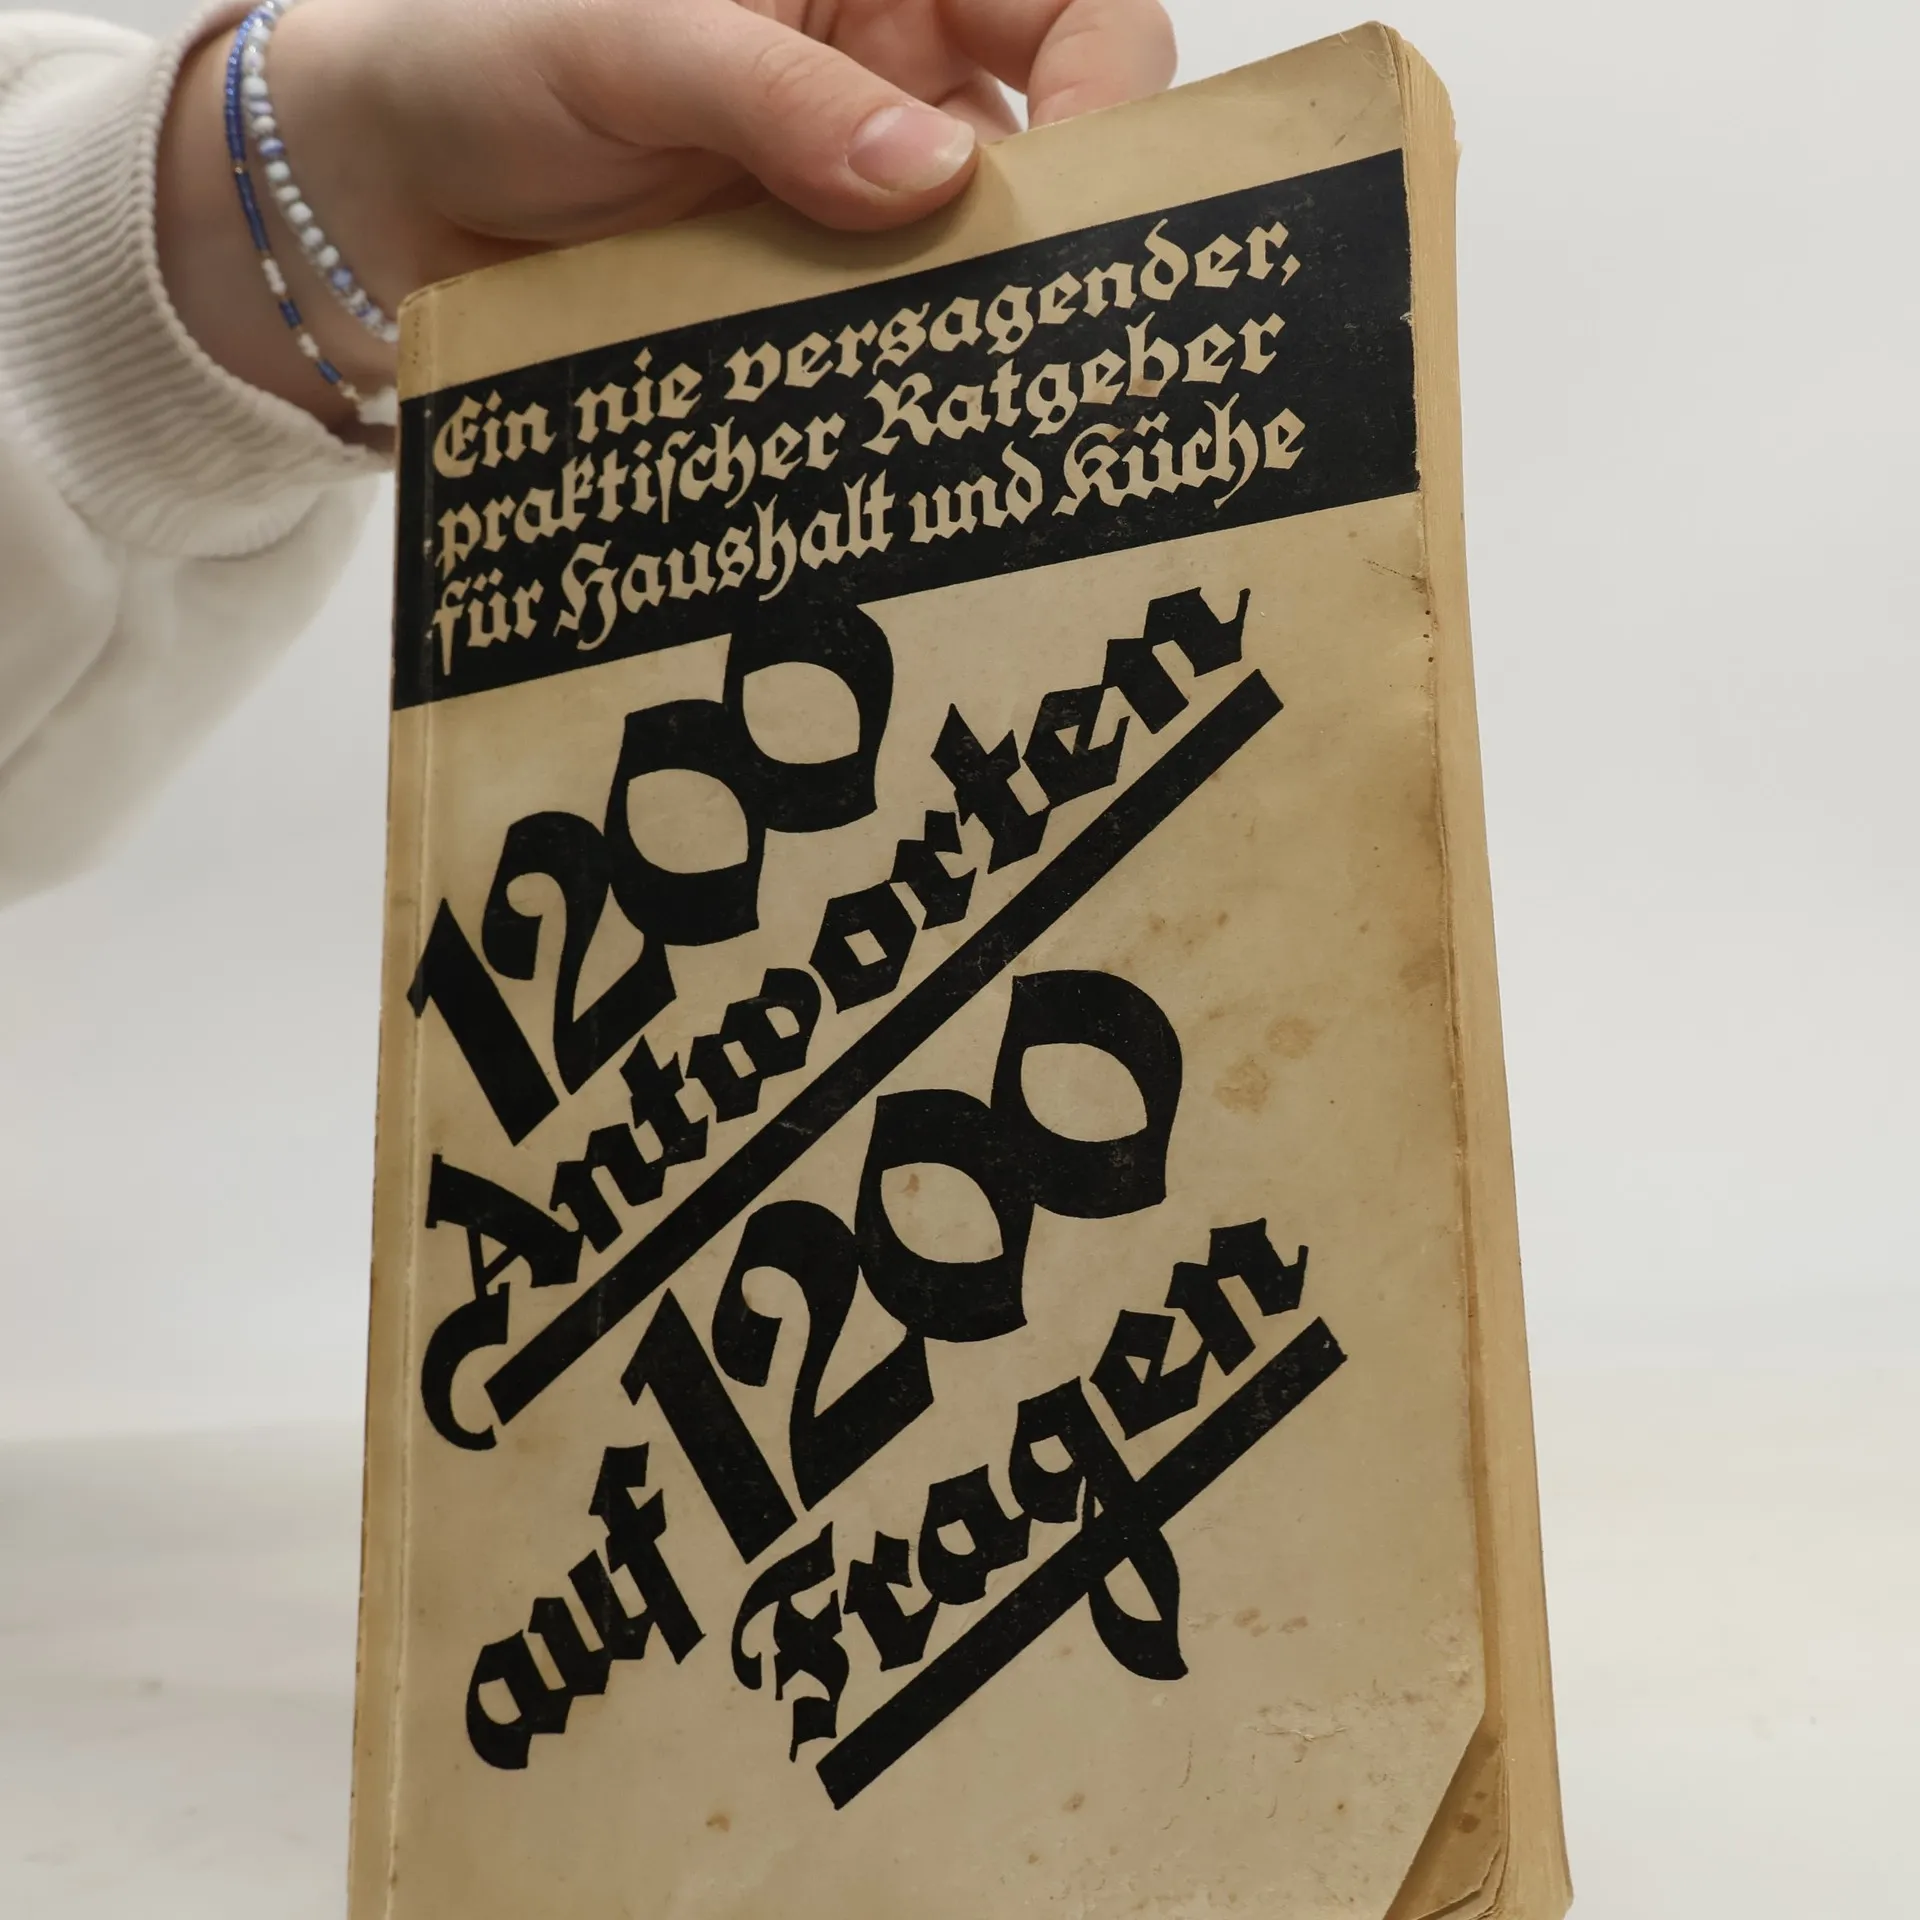 Ein nie versagender,
praktiſcher Ratgeber
für Haushalt und Küche
1200
Antworten
auf 1200
Fragen